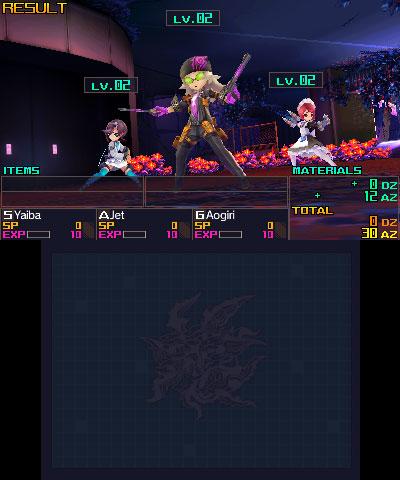 RESULT
LV.02
LV.02
LV.02
ITEMS
MATERIALS
+ 0 DZ
+ 12 AZ
TOTAL
0 DZ
30 AZ
S Yaiba
SP 0
EXP 10
A Jet
SP 0
EXP 10
G Aogiri
SP 0
EXP 10